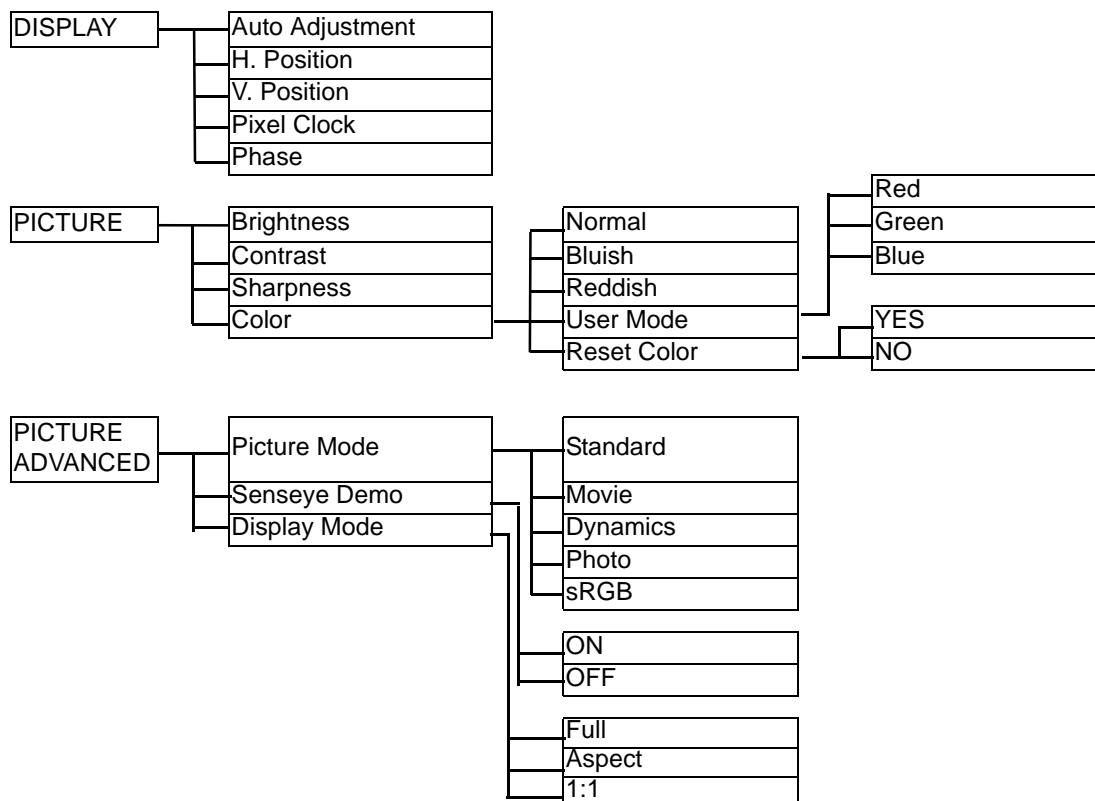 DISPLAY
Auto Adjustment
H. Position
V. Position
Pixel Clock
Phase
PICTURE
Brightness
Contrast
Sharpness
Color
Normal
Bluish
Reddish
User Mode
Reset Color
Red
Green
Blue
YES
NO
PICTURE
ADVANCED
Picture Mode
Senseye Demo
Display Mode
Standard
Movie
Dynamics
Photo
sRGB
ON
OFF
Full
Aspect
1:1